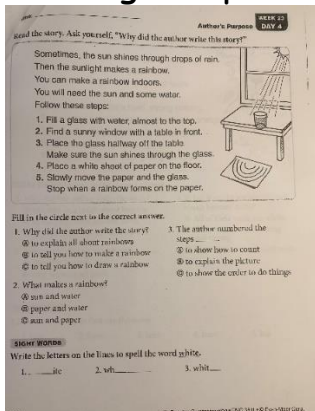 Author's Purpose
WEEK 23
DAY 4
Read the story. Ask yourself, "Why did the author write this story?"
Sometimes, the sun shines through drops of rain.
Then the sunlight makes a rainbow.
You can make a rainbow indoors.
You will need the sun and some water.
Follow these steps:
1. Fill a glass with water, almost to the top.
2. Find a sunny window with a table in front.
3. Place the glass halfway off the table
Make sure the sun shines through the glass.
4. Place a white sheet of paper on the floor.
5. Slowly move the paper and the glass.
Stop when a rainbow forms on the paper.
Fill in the circle next to the correct answer.
1. Why did the author write the story?
Ⓐ to explain all about rainbows
Ⓑ to tell you how to make a rainbow
Ⓒ to tell you how to draw a rainbow
2. What makes a rainbow?
Ⓐ sun and water
Ⓑ paper and water
Ⓒ sun and paper
3. The author numbered the
steps ___
Ⓐ to show how to count
Ⓑ to explain the picture
Ⓒ to show the order to do things
SIGHT WORDS
Write the letters on the lines to spell the word white.
1. ___ite 2. wh___ 3. whit___